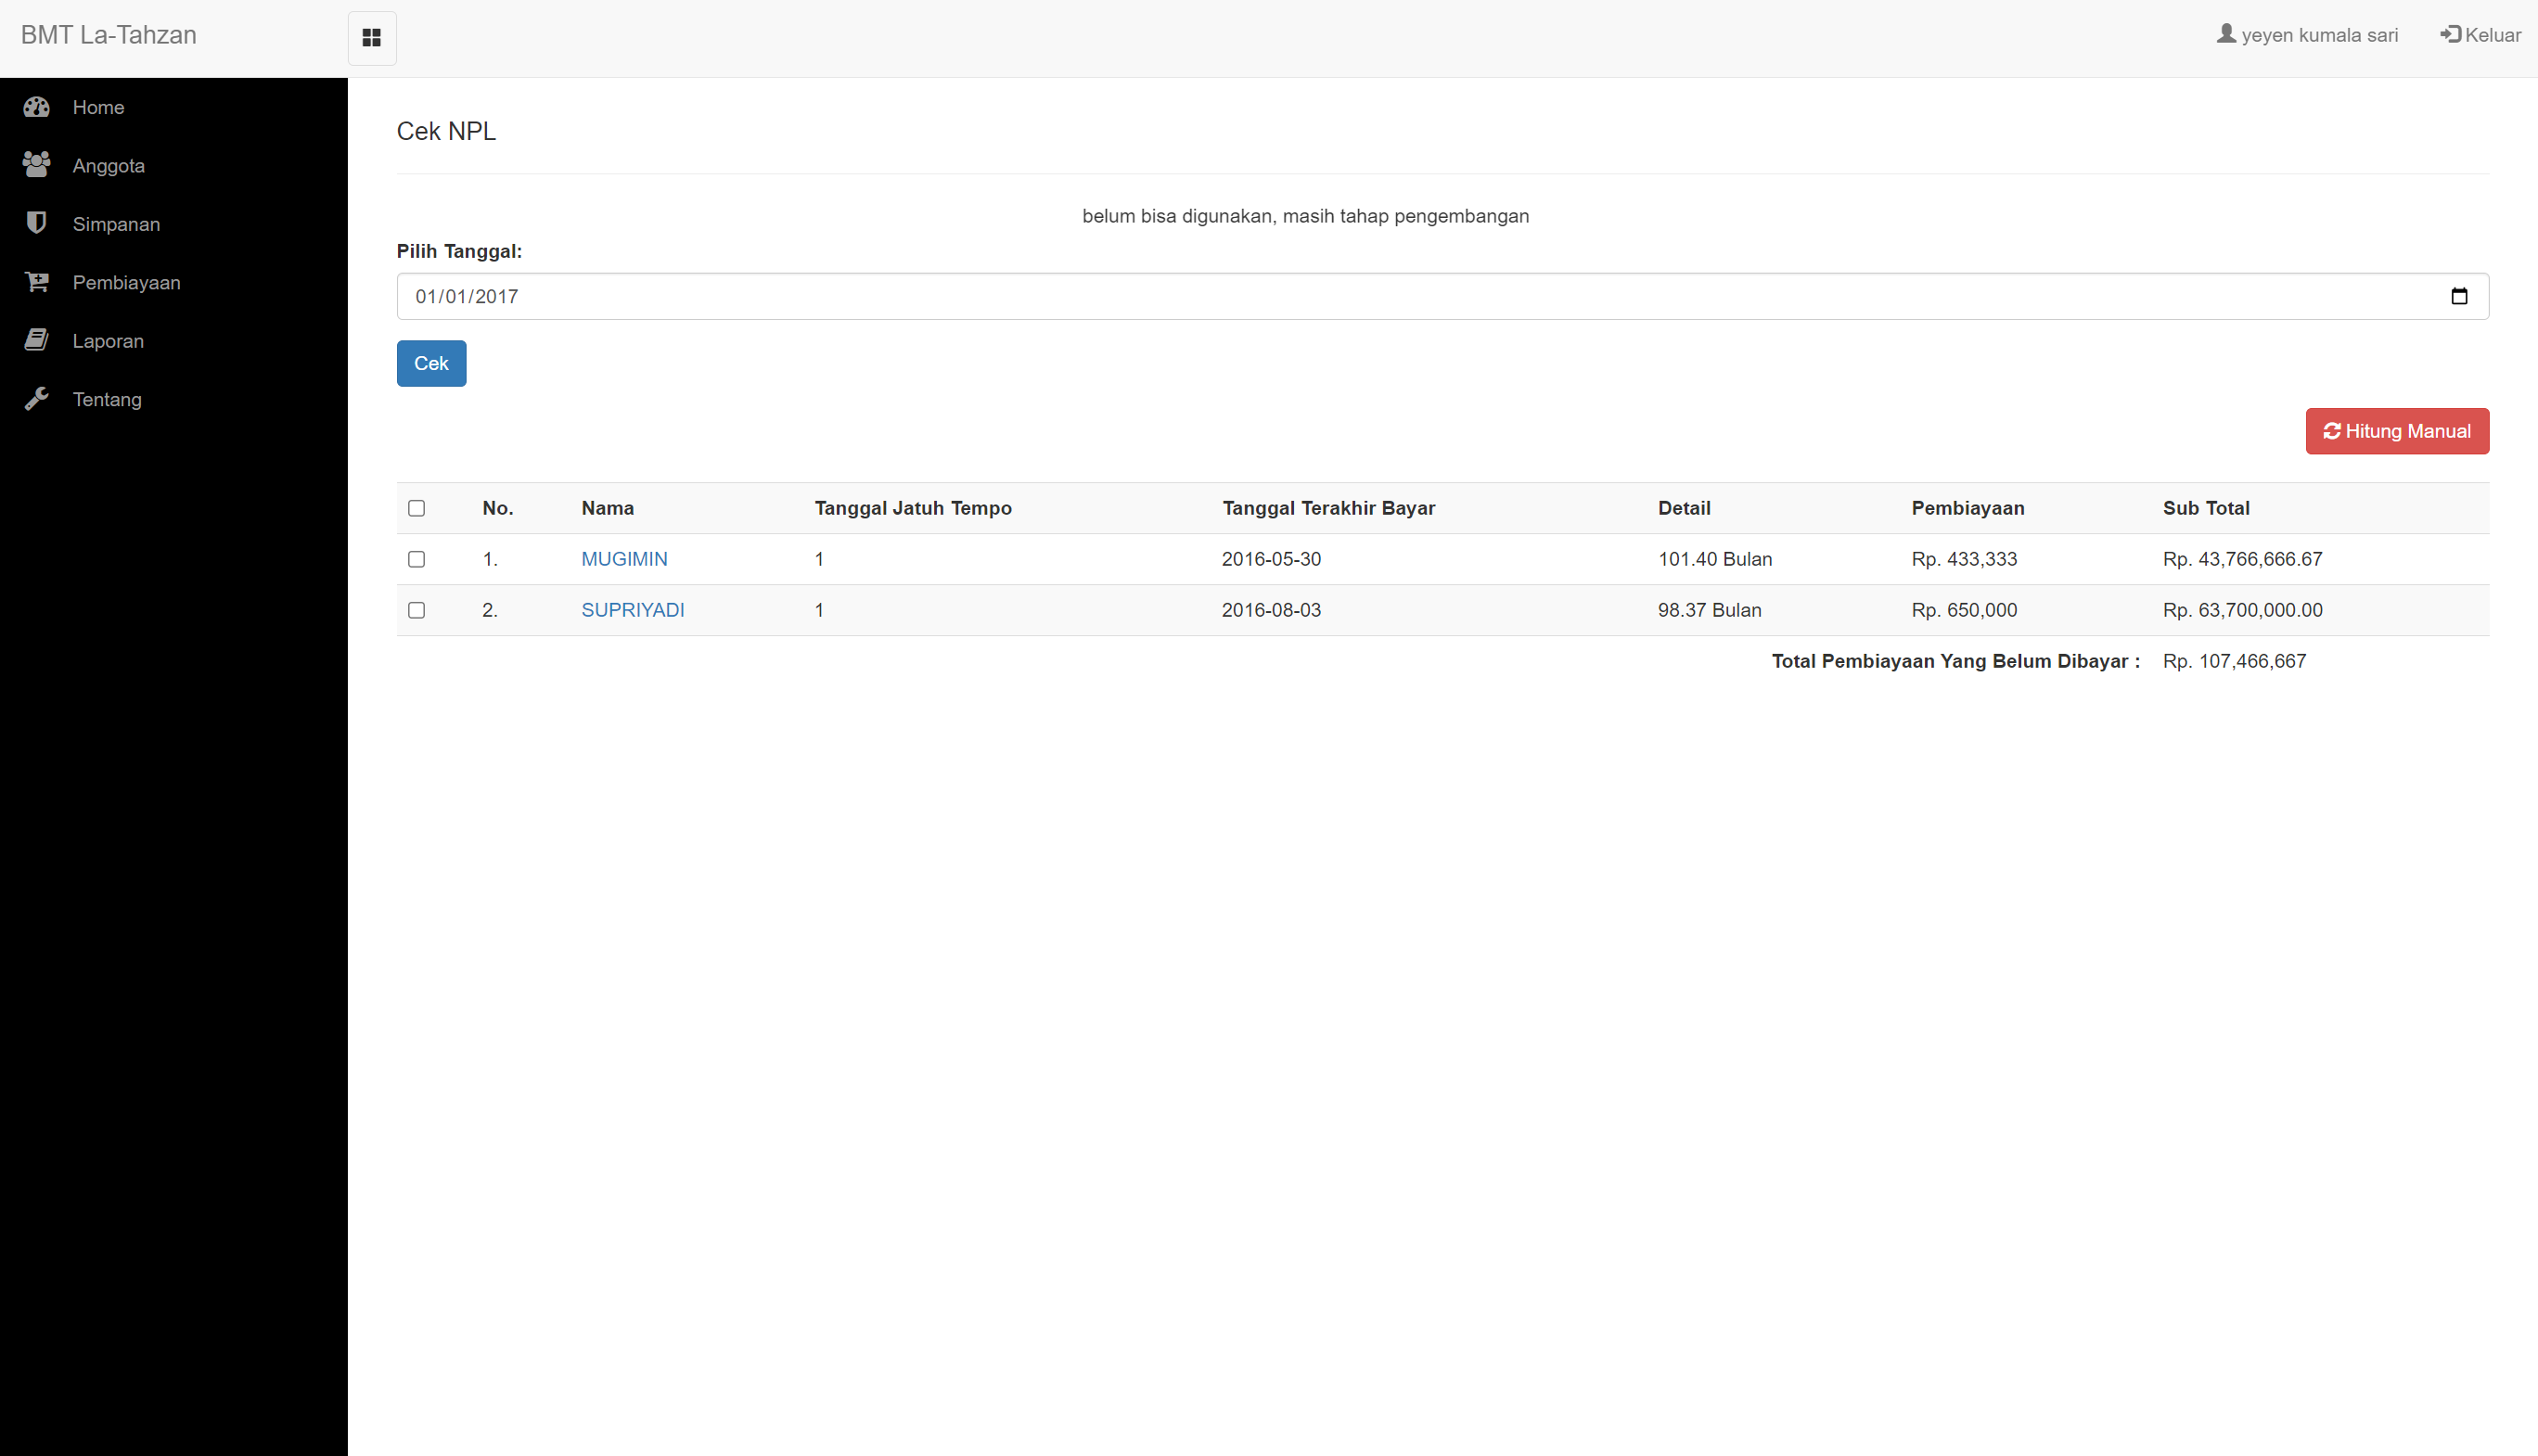 BMT La-Tahzan
yeyen kumala sari
Keluar
Home
Anggota
Simpanan
Pembiayaan
Laporan
Tentang
Cek NPL
belum bisa digunakan, masih tahap pengembangan
Pilih Tanggal:
01/01/2017
Cek
Hitung Manual
No. Nama Tanggal Jatuh Tempo Tanggal Terakhir Bayar Detail Pembiayaan Sub Total
1. MUGIMIN 1 2016-05-30 101.40 Bulan Rp. 433,333 Rp. 43,766,666.67
2. SUPRIYADI 1 2016-08-03 98.37 Bulan Rp. 650,000 Rp. 63,700,000.00
Total Pembiayaan Yang Belum Dibayar : Rp. 107,466,667